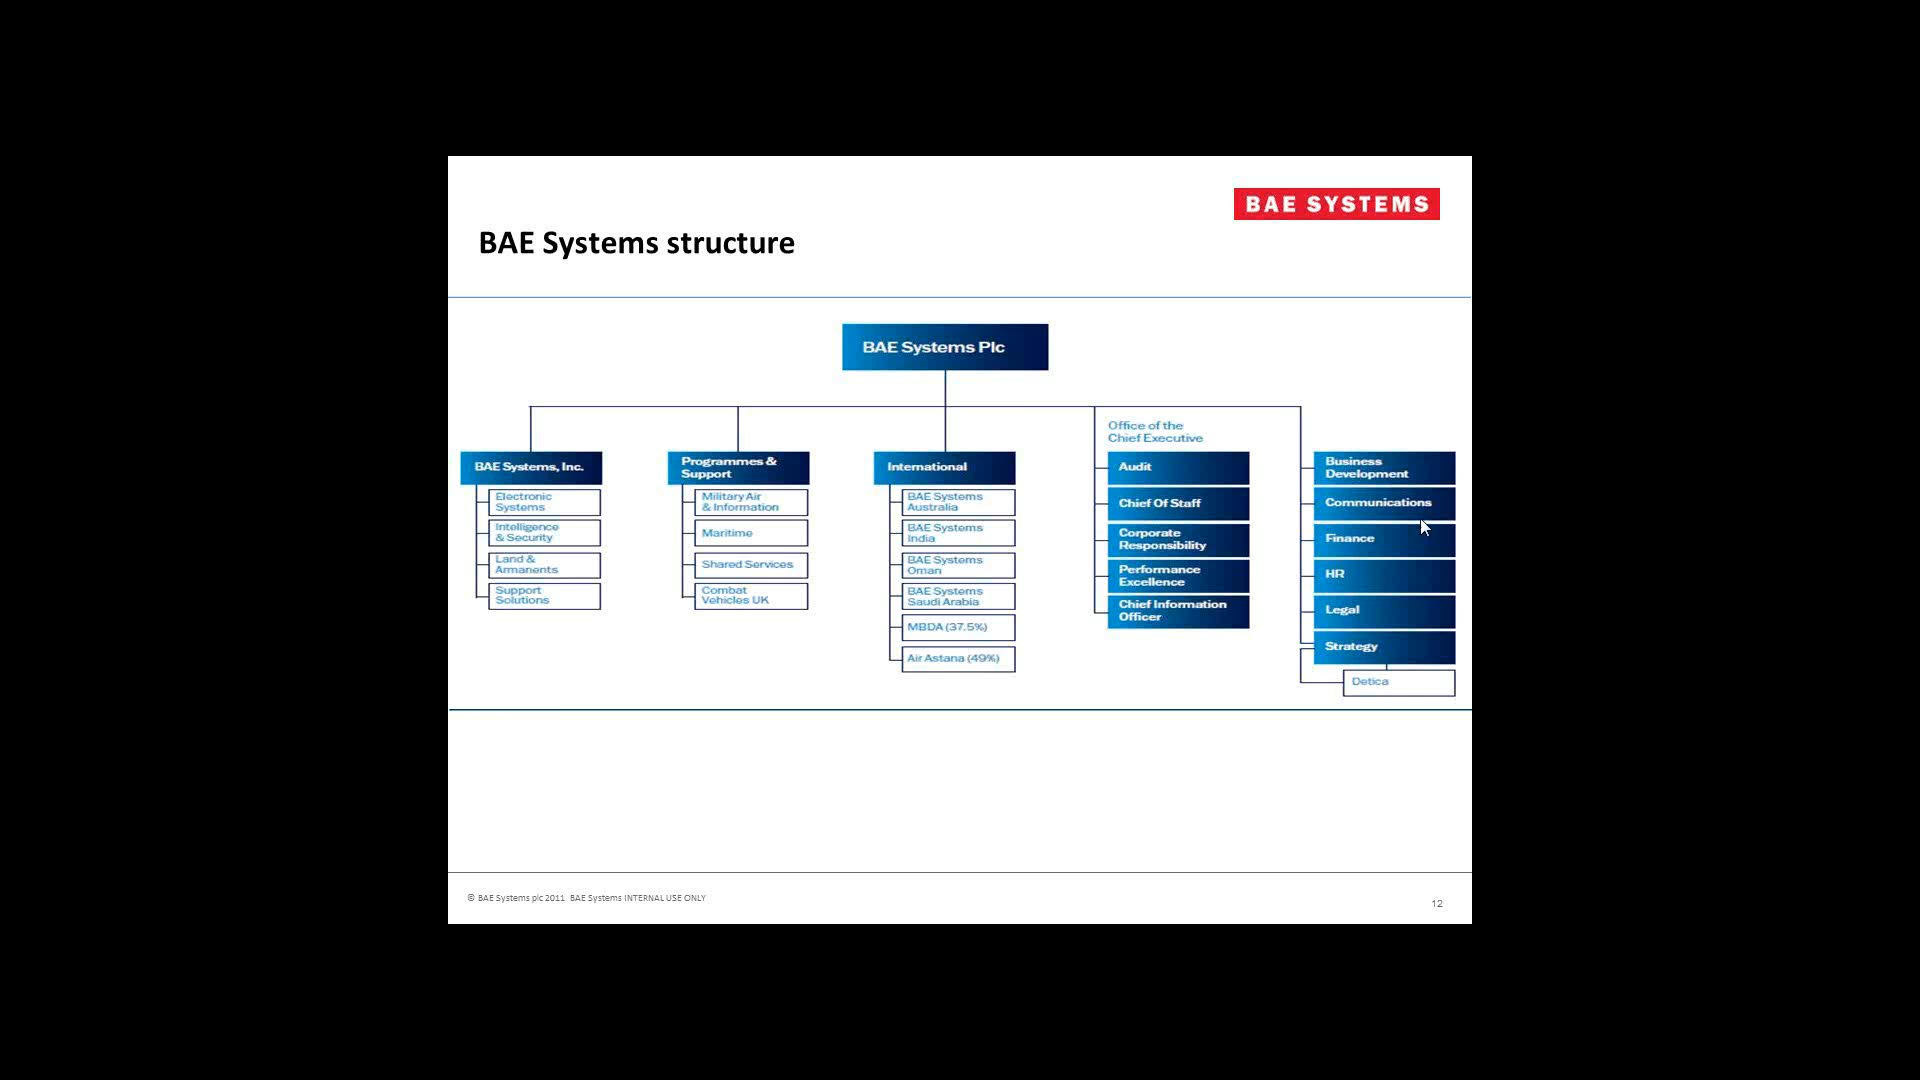 BAE SYSTEMS
BAE Systems structure
BAE Systems Plc
BAE Systems, Inc.
Electronic
Systems
Intelligence
& Security
Land &
Armanents
Support
Solutions
Programmes &
Support
Military Air
& Information
Maritime
Shared Services
Combat
Vehicles UK
International
BAE Systems
Australia
BAE Systems
India
BAE Systems
Oman
BAE Systems
Saudi Arabia
MBDA (37.5%)
Air Astana (49%)
Office of the
Chief Executive
Audit
Chief Of Staff
Corporate
Responsibility
Performance
Excellence
Chief Information
Officer
Business
Development
Communications
Finance
HR
Legal
Strategy
Detica
© BAE Systems plc 2011 BAE Systems INTERNAL USE ONLY
12